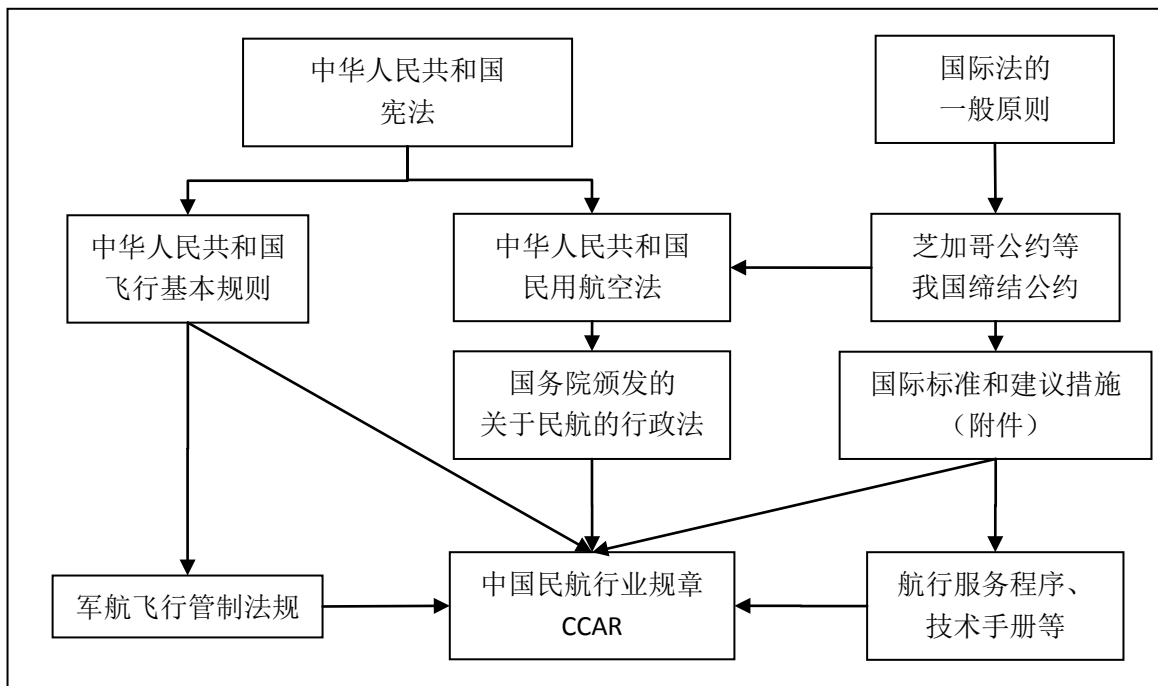 中华人民共和国
宪法
国际法的
一般原则
中华人民共和国
飞行基本规则
中华人民共和国
民用航空法
芝加哥公约等
我国缔结公约
国务院颁发的
关于民航的行政法
国际标准和建议措施
（附件）
军航飞行管制法规
中国民航行业规章
CCAR
航行服务程序、
技术手册等